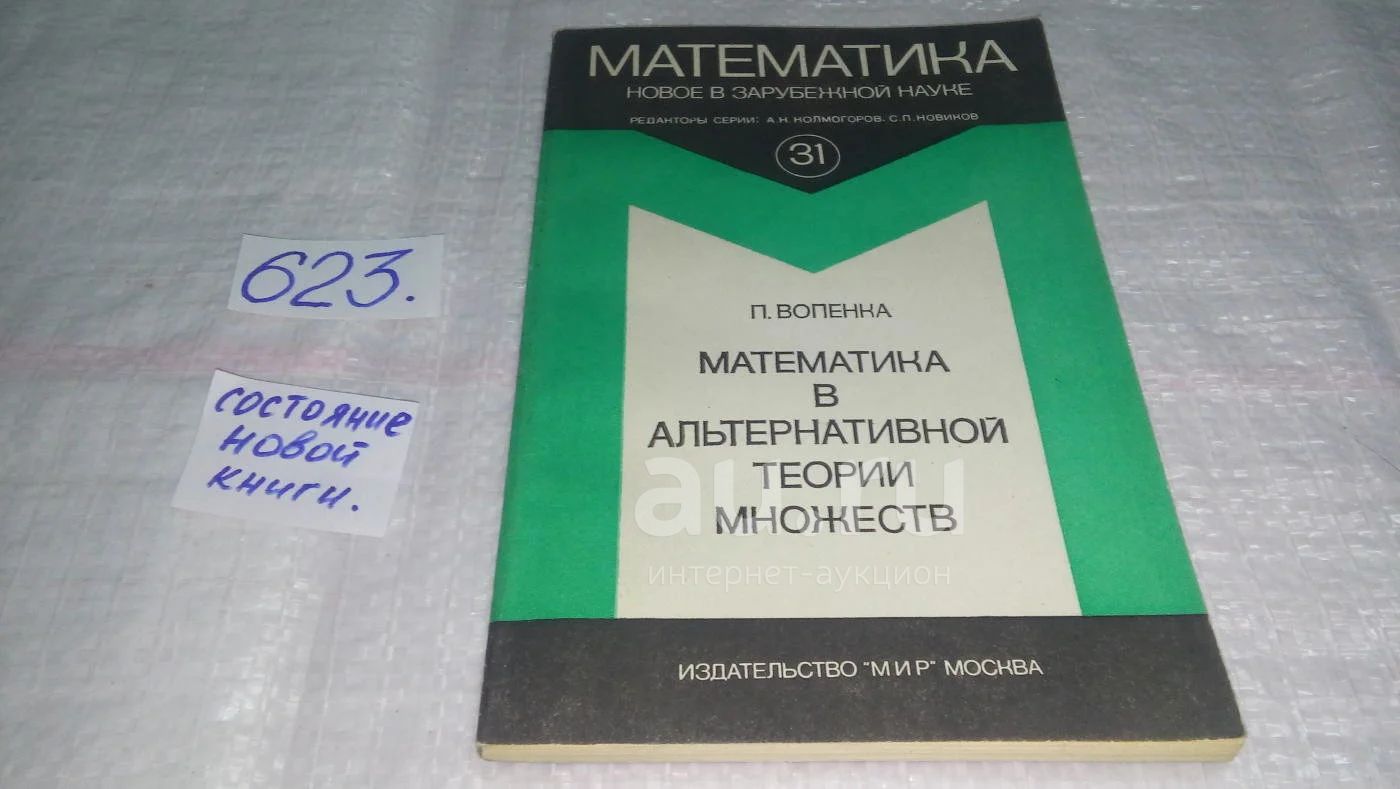 МАТЕМАТИКА
НОВОЕ В ЗАРУБЕЖНОЙ НАУКЕ
РЕДАКТОРЫ СЕРИИ: А.Н. КОЛМОГОРОВ, С.П. НОВИКОВ
31
623.
состояние
новой
книги.
П. ВОПЕНКА
МАТЕМАТИКА
В
АЛЬТЕРНАТИВНОЙ
ТЕОРИИ
МНОЖЕСТВ
au.ru
интернет-аукцион
ИЗДАТЕЛЬСТВО "МИР" МОСКВА